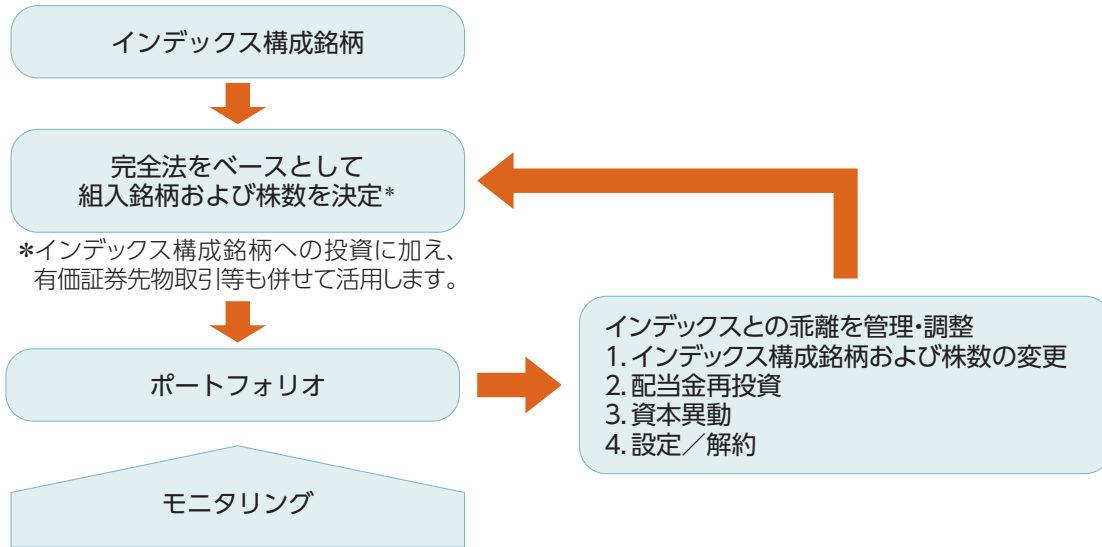 インデックス構成銘柄
完全法をベースとして
組入銘柄および株数を決定*
*インデックス構成銘柄への投資に加え、
有価証券先物取引等も併せて活用します。
ポートフォリオ
モニタリング
インデックスとの乖離を管理・調整
1. インデックス構成銘柄および株数の変更
2. 配当金再投資
3. 資本異動
4. 設定／解約